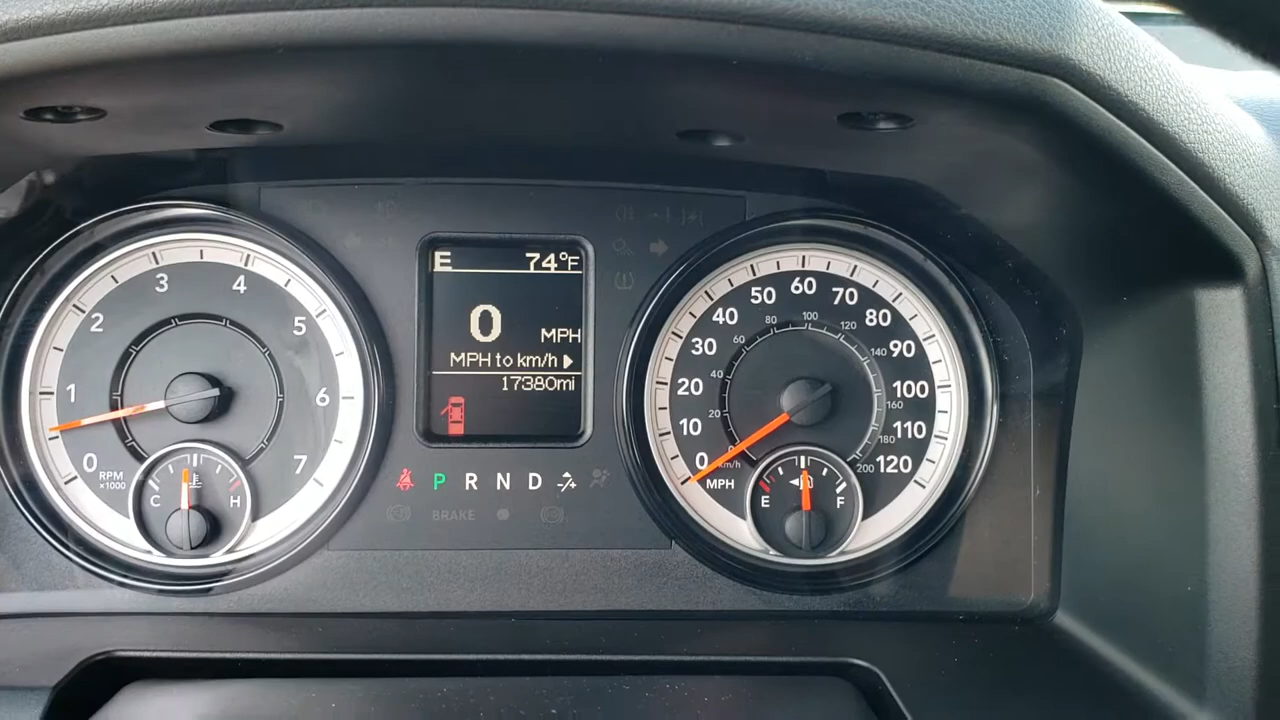 E 74°F
0 MPH
MPH to km/h
17380mi
0 1 2 3 4 5 6 7
RPM
×1000
C H
P R N D
BRAKE
0 10 20 30 40 50 60 70 80 90 100 110 120
MPH
0 20 40 60 80 100 120 140 160 180 200
km/h
E F